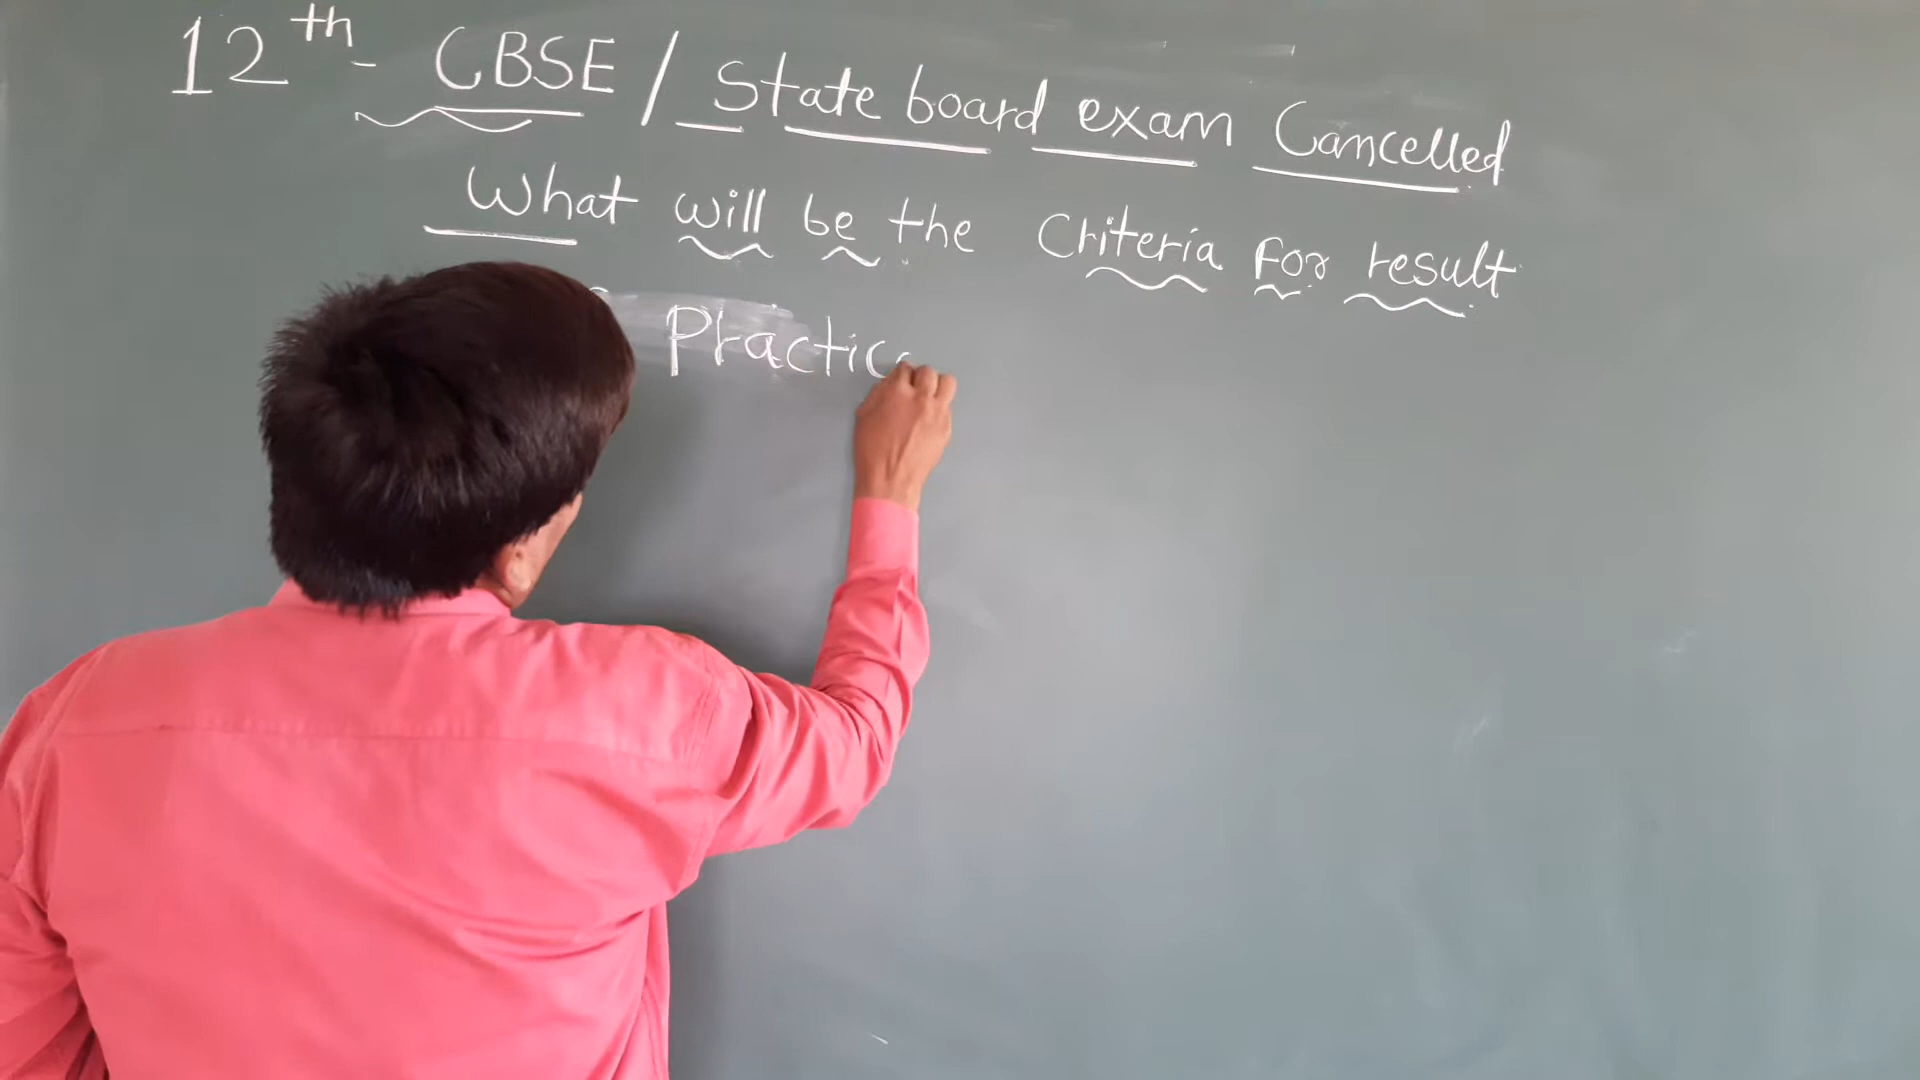 12th - CBSE / State board exam Cancelled
What will be the Criteria for result
Practic